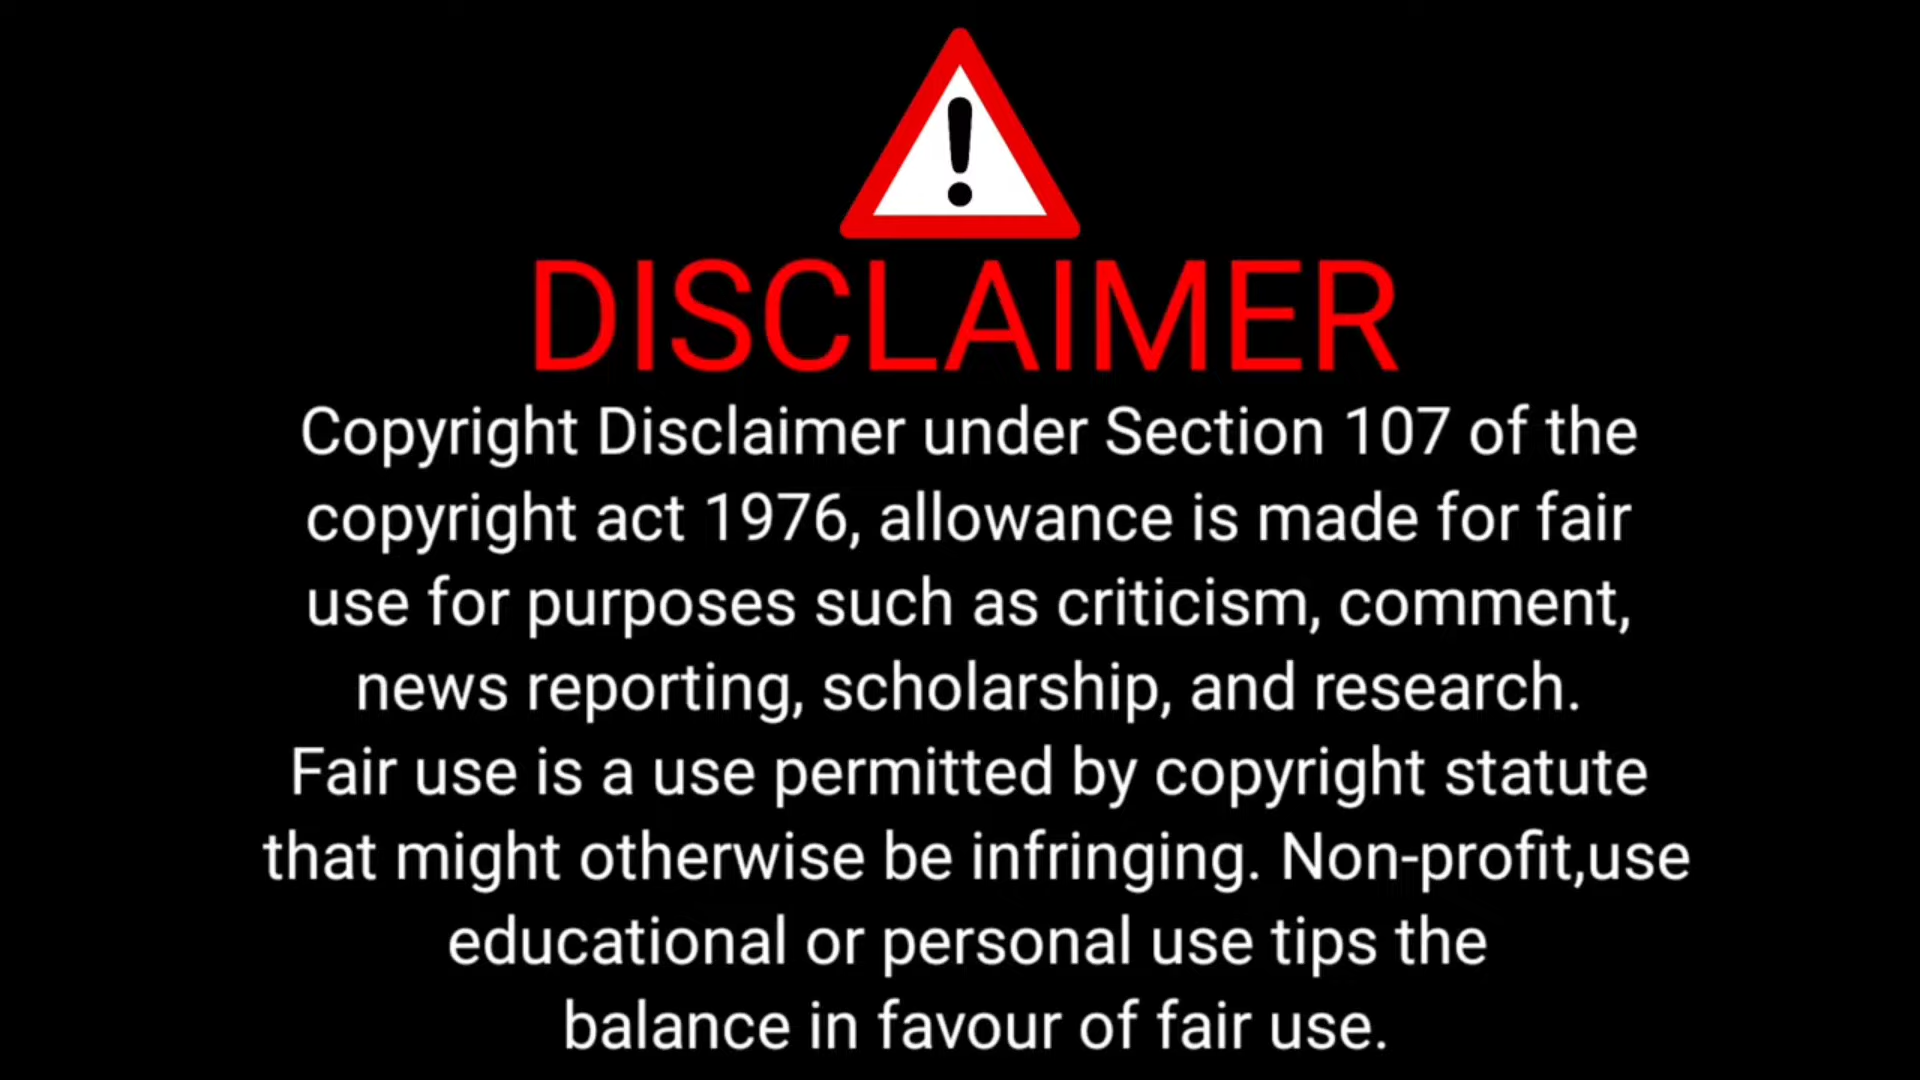 DISCLAIMER
Copyright Disclaimer under Section 107 of the
copyright act 1976, allowance is made for fair
use for purposes such as criticism, comment,
news reporting, scholarship, and research.
Fair use is a use permitted by copyright statute
that might otherwise be infringing. Non-profit,use
educational or personal use tips the
balance in favour of fair use.